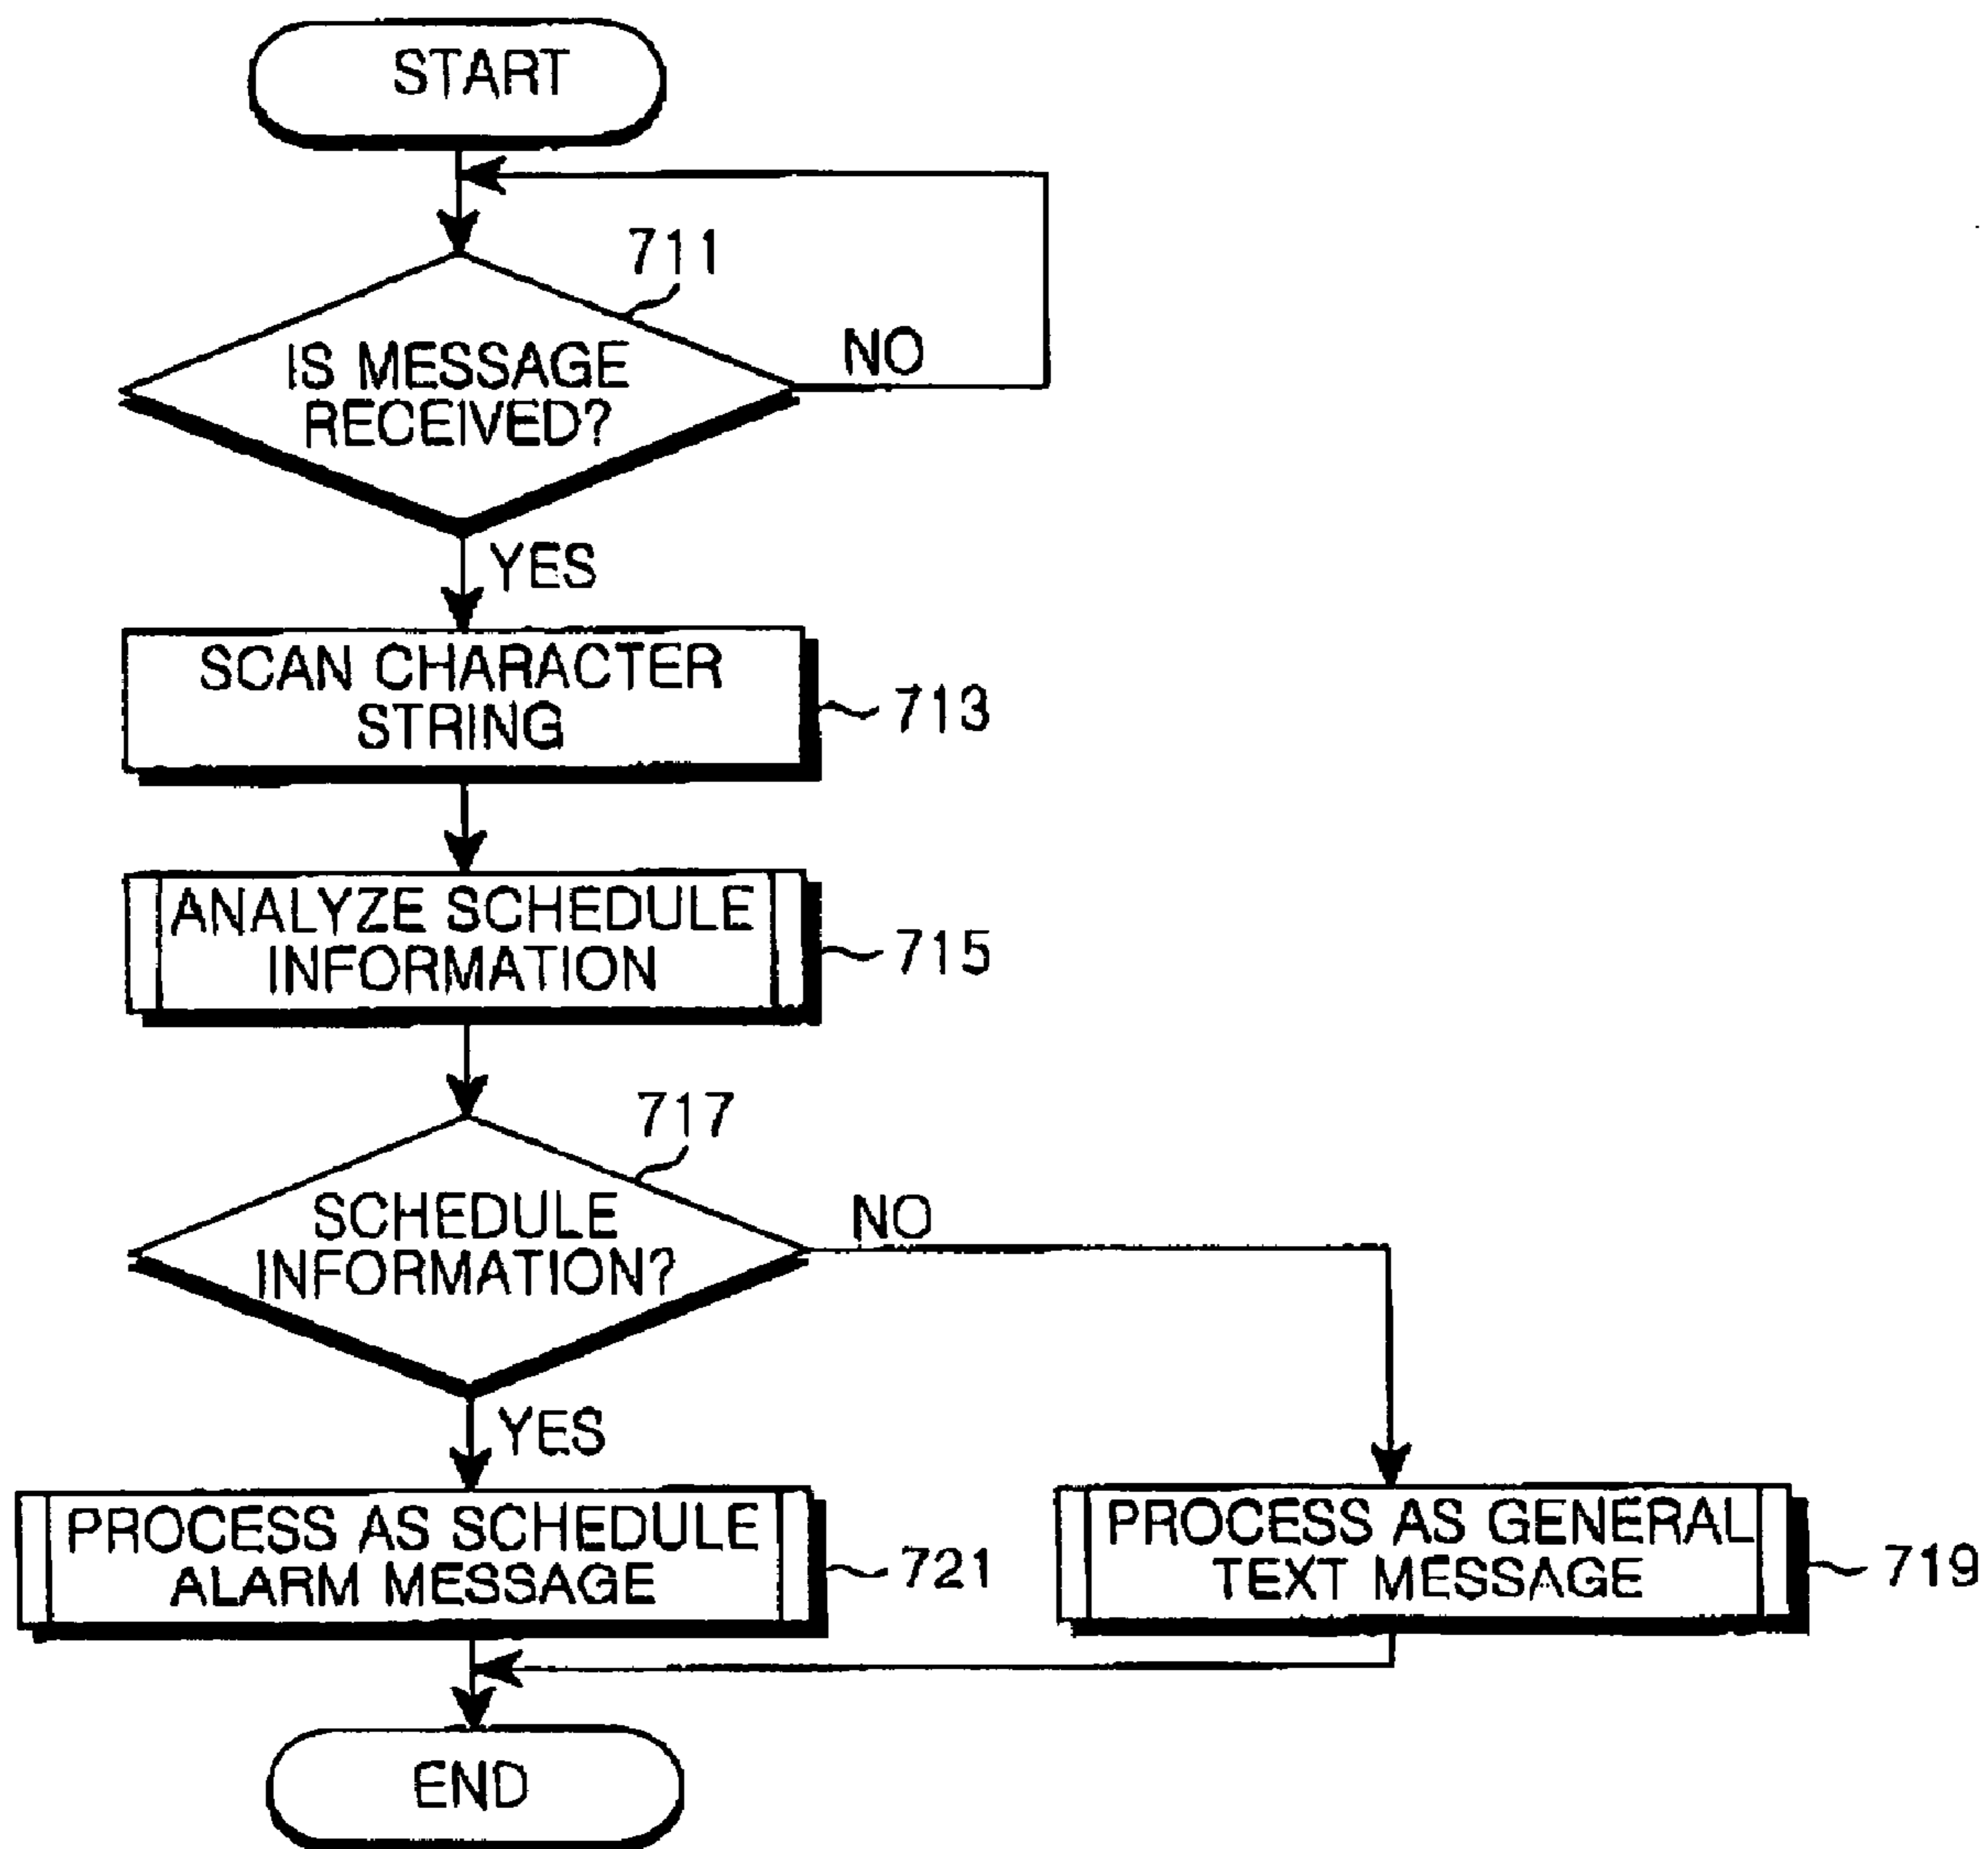 START
711
IS MESSAGE
RECEIVED?
NO
YES
SCAN CHARACTER
STRING
713
ANALYZE SCHEDULE
INFORMATION
715
717
SCHEDULE
INFORMATION?
NO
YES
PROCESS AS SCHEDULE
ALARM MESSAGE
721
PROCESS AS GENERAL
TEXT MESSAGE
719
END